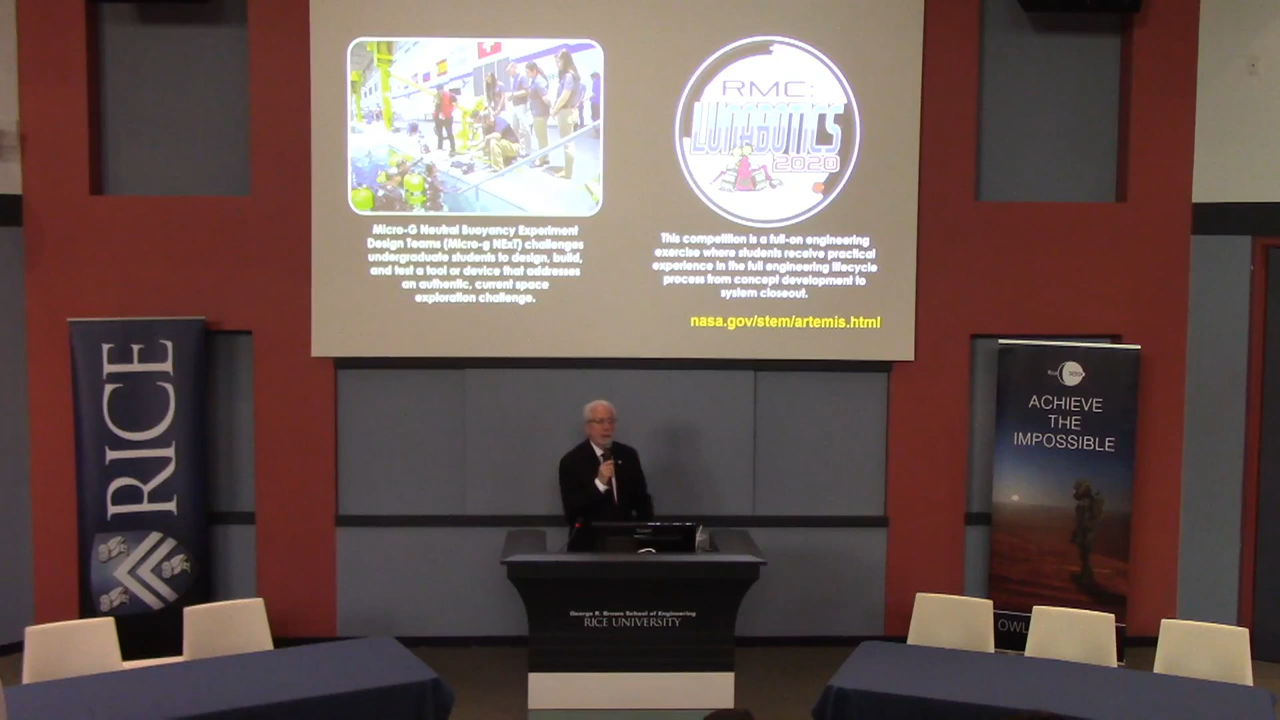 RMC:
LUNABOTICS
2020
Micro-G Neutral Buoyancy Experiment
Design Teams (Micro-g NExT) challenges
undergraduate students to design, build,
and test a tool or device that addresses
an authentic, current space
exploration challenge.
This competition is a full-on engineering
exercise where students receive practical
experience in the full engineering lifecycle
process from concept development to
system closeout.
nasa.gov/stem/artemis.html
RICE
ACHIEVE
THE
IMPOSSIBLE
OWL
George R. Brown School of Engineering
RICE UNIVERSITY